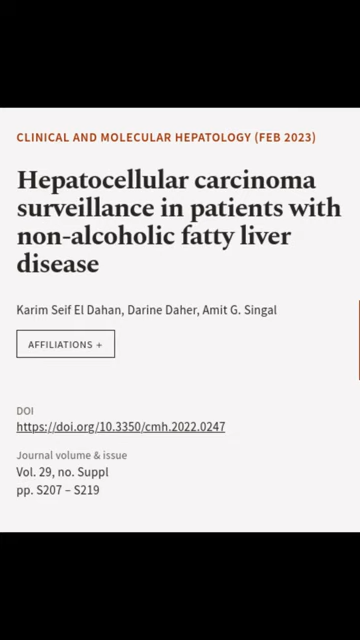 CLINICAL AND MOLECULAR HEPATOLOGY (FEB 2023)
Hepatocellular carcinoma
surveillance in patients with
non-alcoholic fatty liver
disease
Karim Seif El Dahan, Darine Daher, Amit G. Singal
AFFILIATIONS +
DOI
https://doi.org/10.3350/cmh.2022.0247
Journal volume & issue
Vol. 29, no. Suppl
pp. S207 – S219